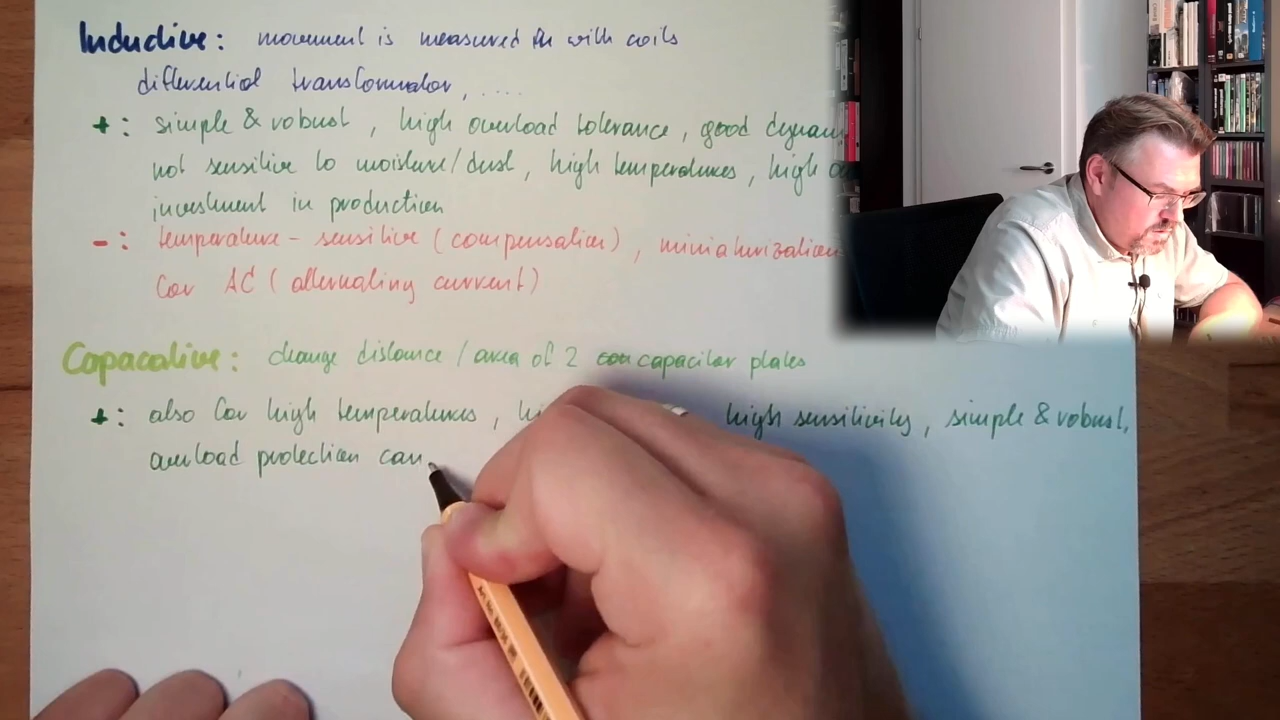 Inductive: movement is measured with coils
differential transformator, ....
+: simple & robust, high overload tolerance, good dynam
not sensitive to moisture/dust, high temperatures, high
investment in production
-: temperature-sensitive (compensation), miniaturization
for AC (alternating current)
Capacative: change distance / area of 2 capacitor plates
+: also for high temperatures, high sensitivity, simple & robust,
overload protection can